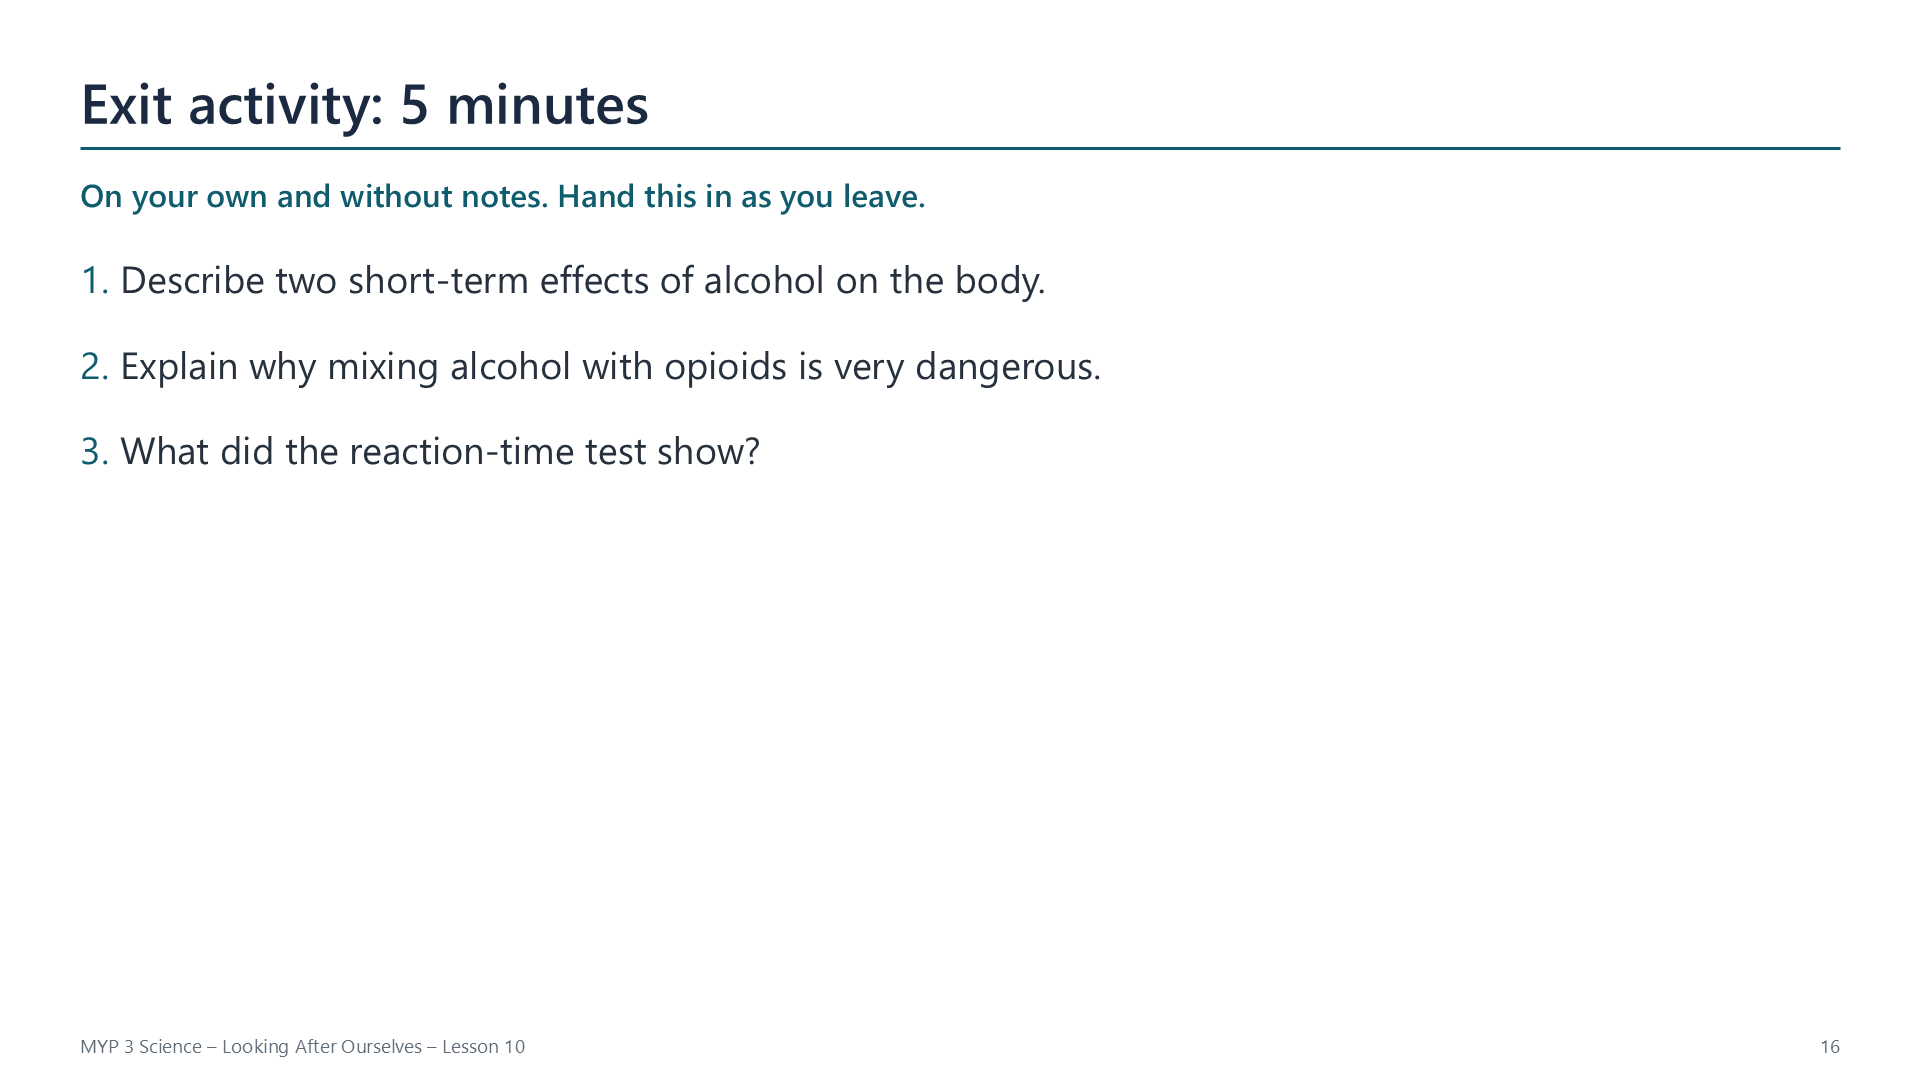 Exit activity: 5 minutes
On your own and without notes. Hand this in as you leave.
1. Describe two short-term effects of alcohol on the body.
2. Explain why mixing alcohol with opioids is very dangerous.
3. What did the reaction-time test show?
MYP 3 Science – Looking After Ourselves – Lesson 10
16